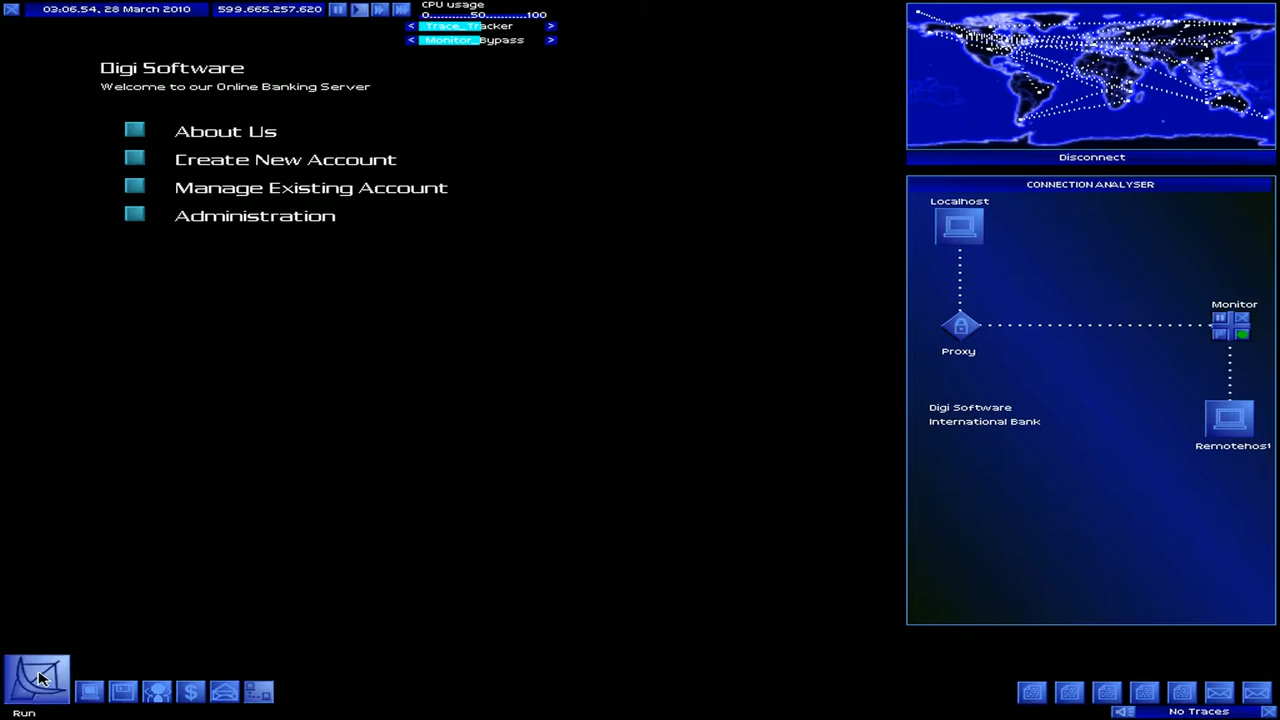 03:06.54, 28 March 2010
599.665.257.620
CPU usage
0..........50..........100
Trace_Tracker
Monitor_Bypass
Digi Software
Welcome to our Online Banking Server
About Us
Create New Account
Manage Existing Account
Administration
Disconnect
CONNECTION ANALYSER
Localhost
Monitor
Proxy
Digi Software
International Bank
Remotehost
Run
No Traces